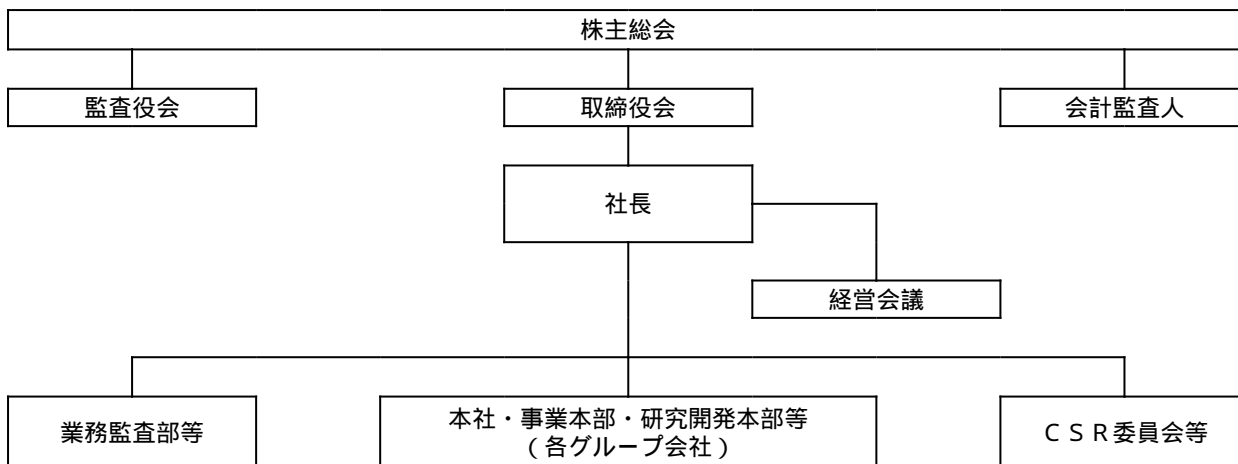 株主総会
監査役会
取締役会
会計監査人
社長
経営会議
業務監査部等
本社・事業本部・研究開発本部等
（各グループ会社）
ＣＳＲ委員会等